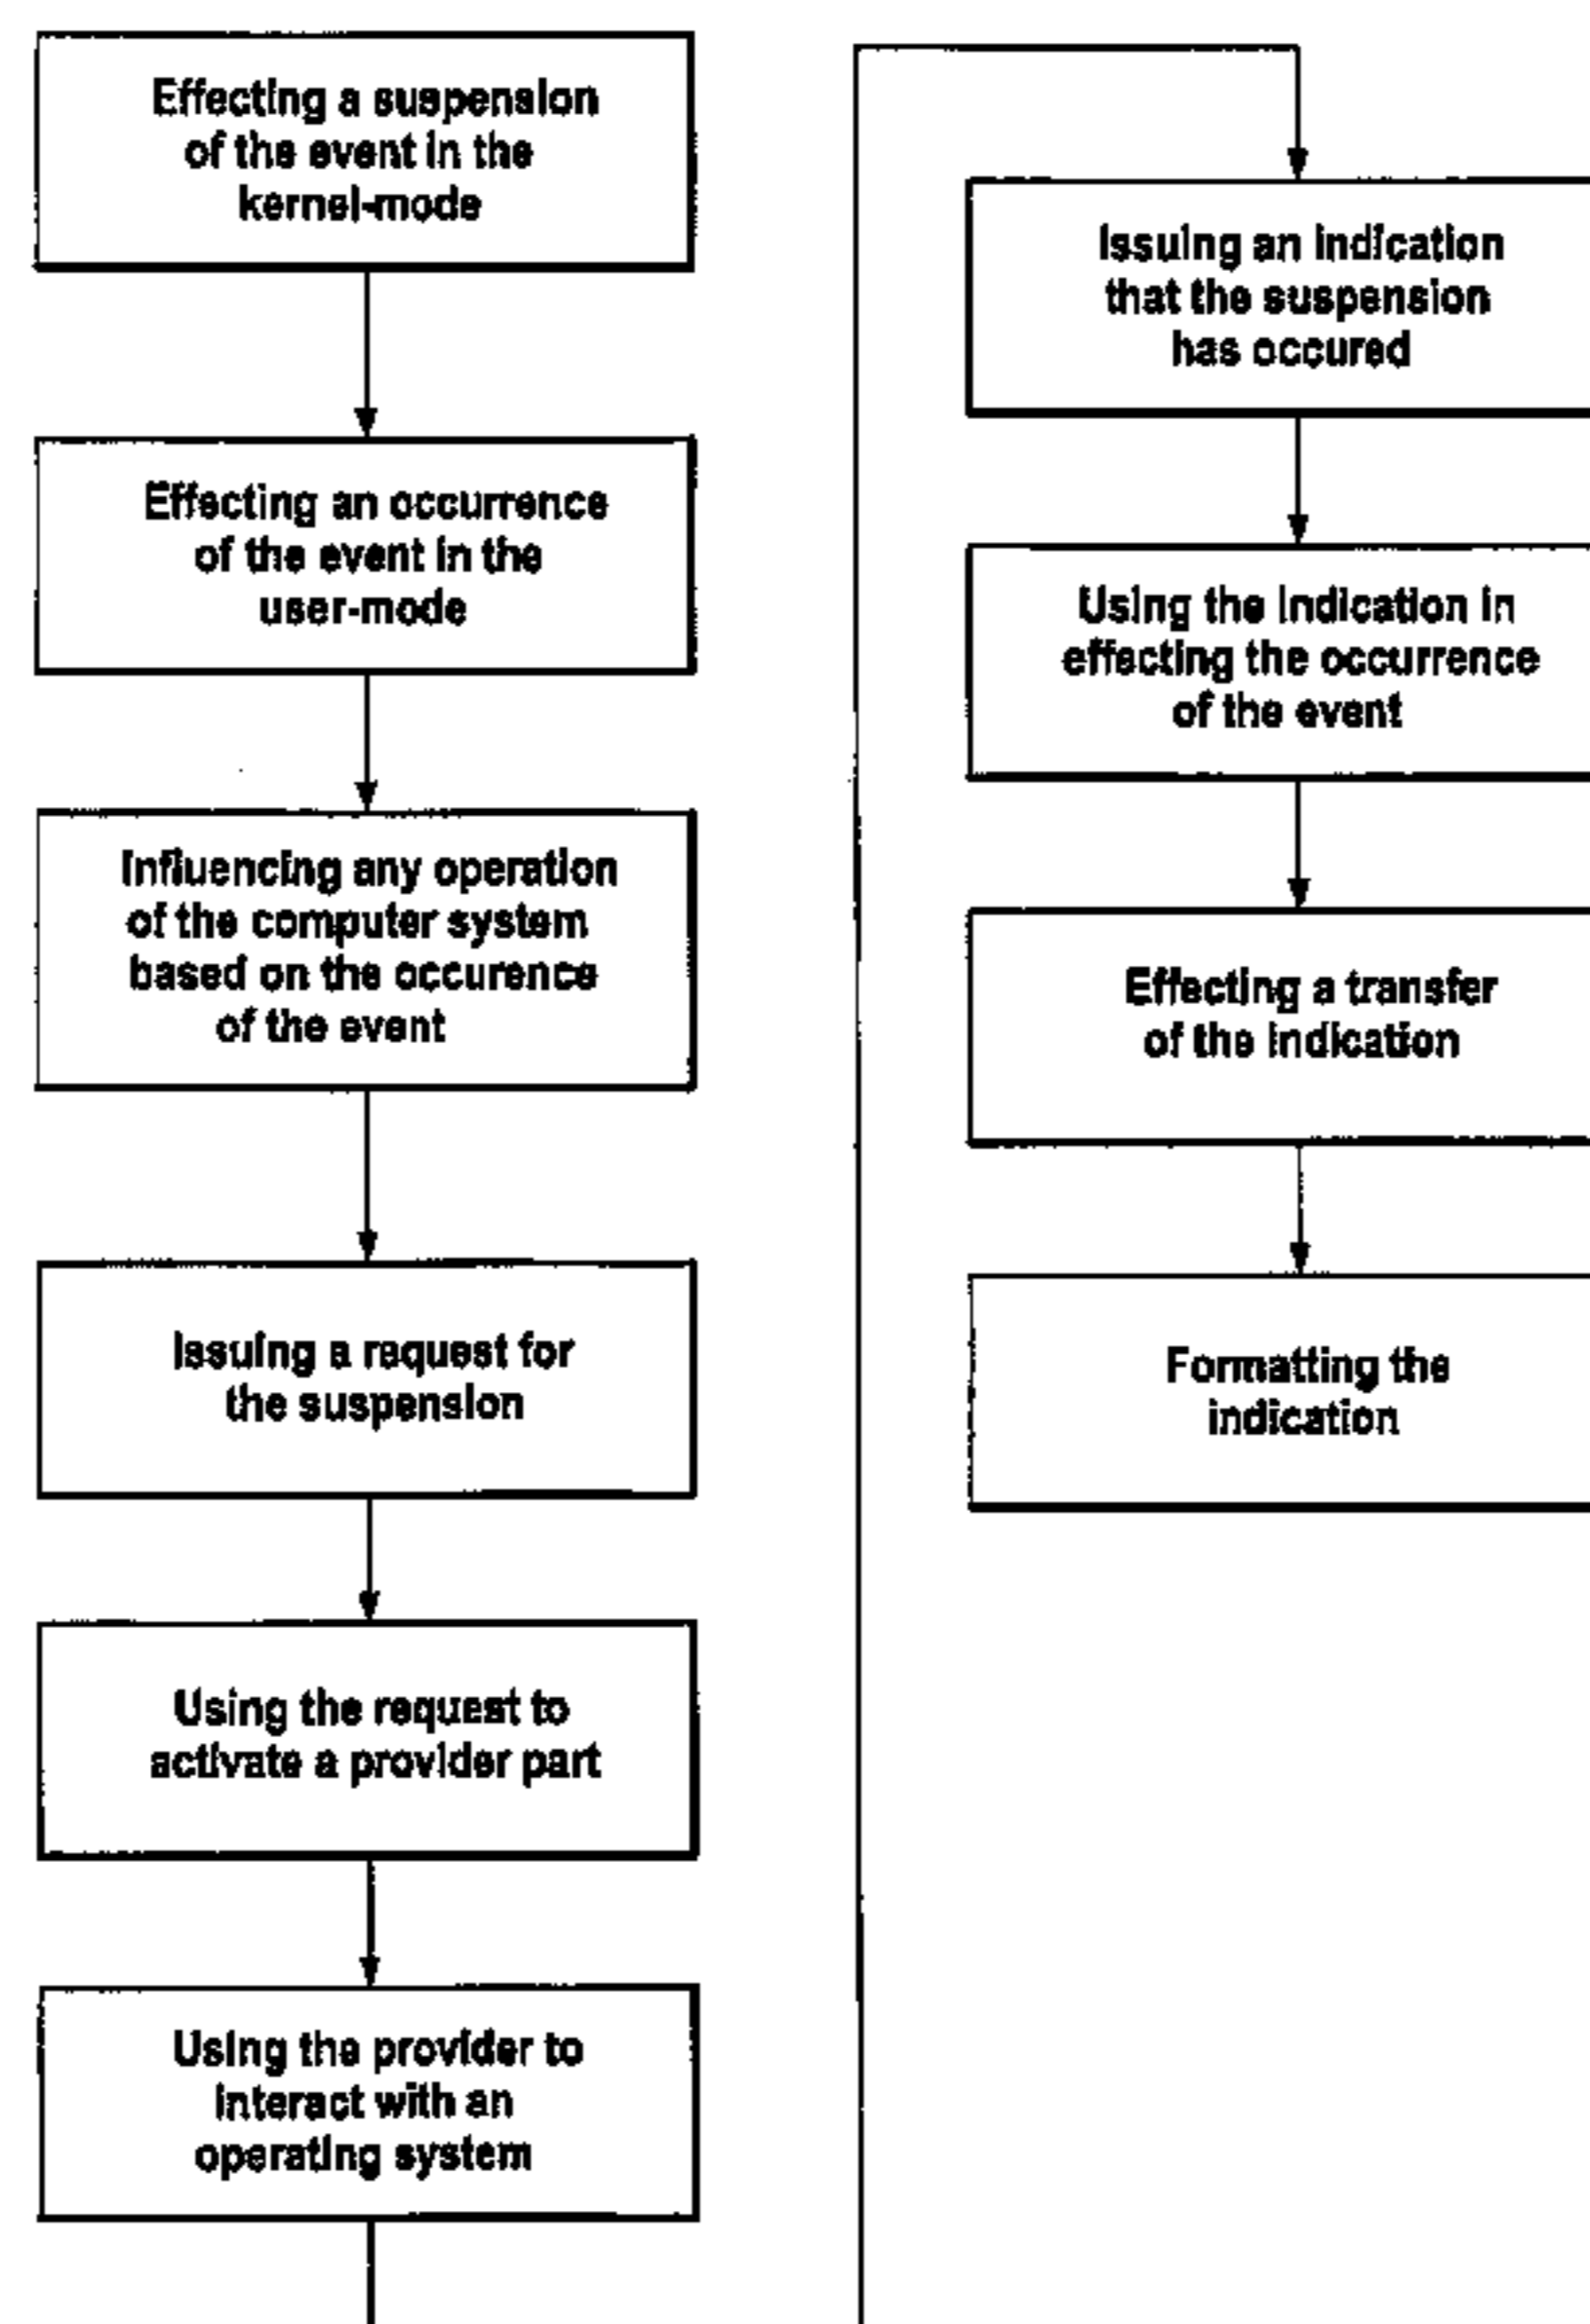 Effecting a suspension
of the event in the
kernel-mode
Effecting an occurrence
of the event in the
user-mode
Influencing any operation
of the computer system
based on the occurence
of the event
Issuing a request for
the suspension
Using the request to
activate a provider part
Using the provider to
interact with an
operating system
Issuing an indication
that the suspension
has occured
Using the indication in
effecting the occurrence
of the event
Effecting a transfer
of the indication
Formatting the
indication